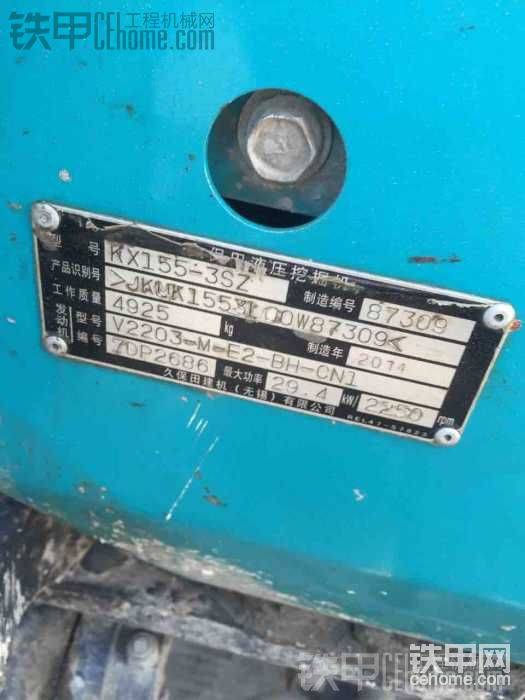 铁甲 CE 工程机械网
CEhome.com
保用液压挖掘机
型 号 KX155-3SZ
产品识别号 制造编号 87309
工作质量 4925 kg 制造年 2014
发动机 型号 V2203-M-E2-BH-CN1
编号 7DP2686 最大功率 29.4 kW/ 2250 rpm
久保田建机(无锡)有限公司
铁甲网
cehome.com